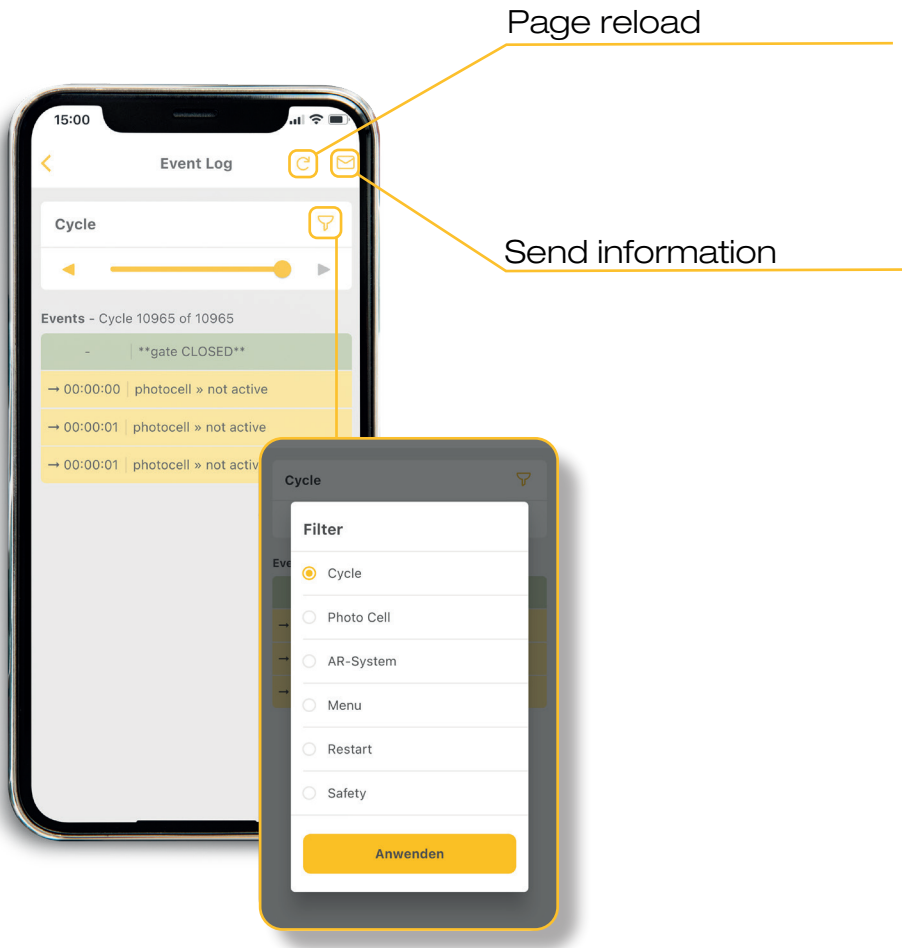 Page reload
15:00
Event Log
Cycle
Send information
Events - Cycle 10965 of 10965
- **gate CLOSED**
→ 00:00:00 photocell » not active
→ 00:00:01 photocell » not active
→ 00:00:01 photocell » not activ
Cycle
Filter
Eve
Cycle
Photo Cell
AR-System
Menu
Restart
Safety
Anwenden